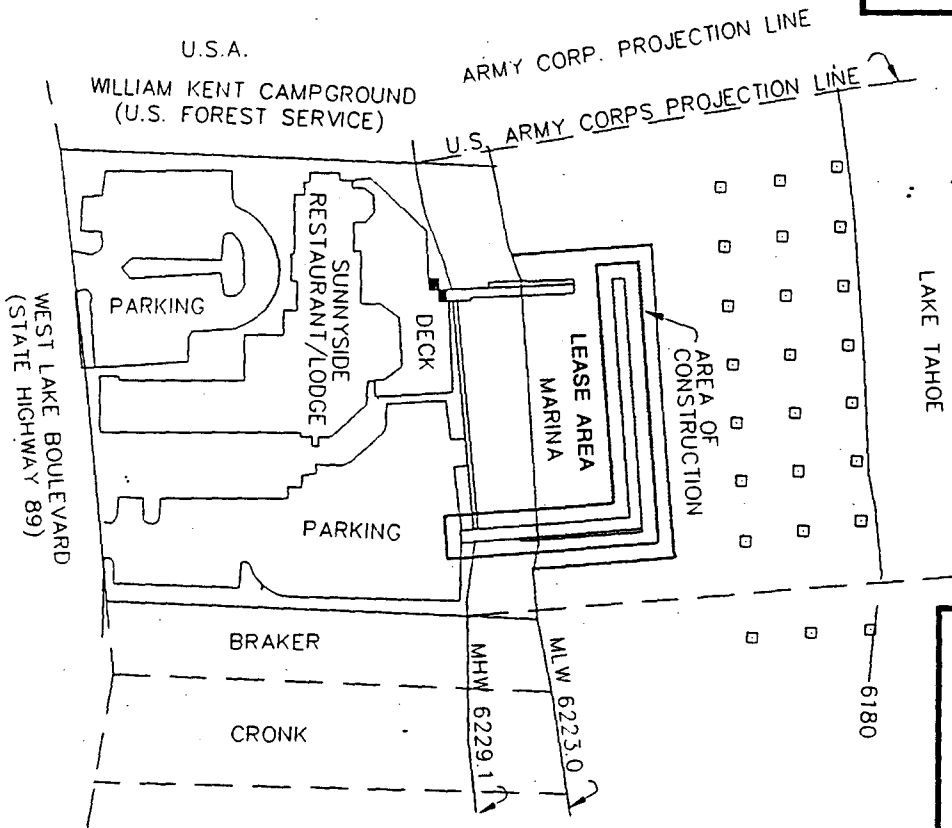 U.S.A.
WILLIAM KENT CAMPGROUND
(U.S. FOREST SERVICE)
ARMY CORP. PROJECTION LINE
U.S. ARMY CORPS PROJECTION LINE
LAKE TAHOE
SUNNYSIDE
RESTAURANT/LODGE
PARKING
DECK
LEASE AREA
MARINA
AREA OF
CONSTRUCTION
WEST LAKE BOULEVARD
(STATE HIGHWAY 89)
PARKING
BRAKER
CRONK
MHW 6229.1
MLW 6223.0
6180